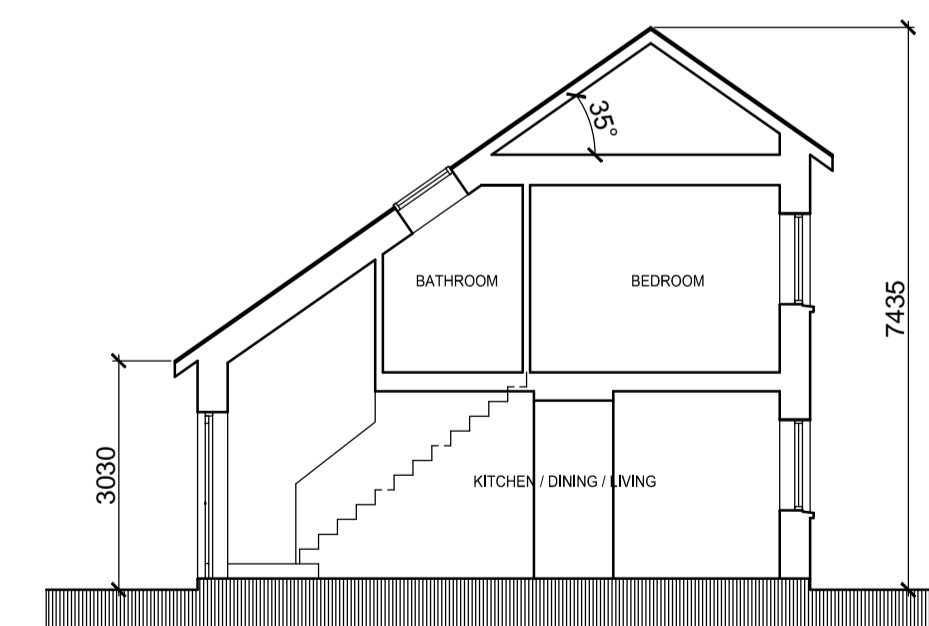 35°
BATHROOM
BEDROOM
7435
3030
KITCHEN / DINING / LIVING